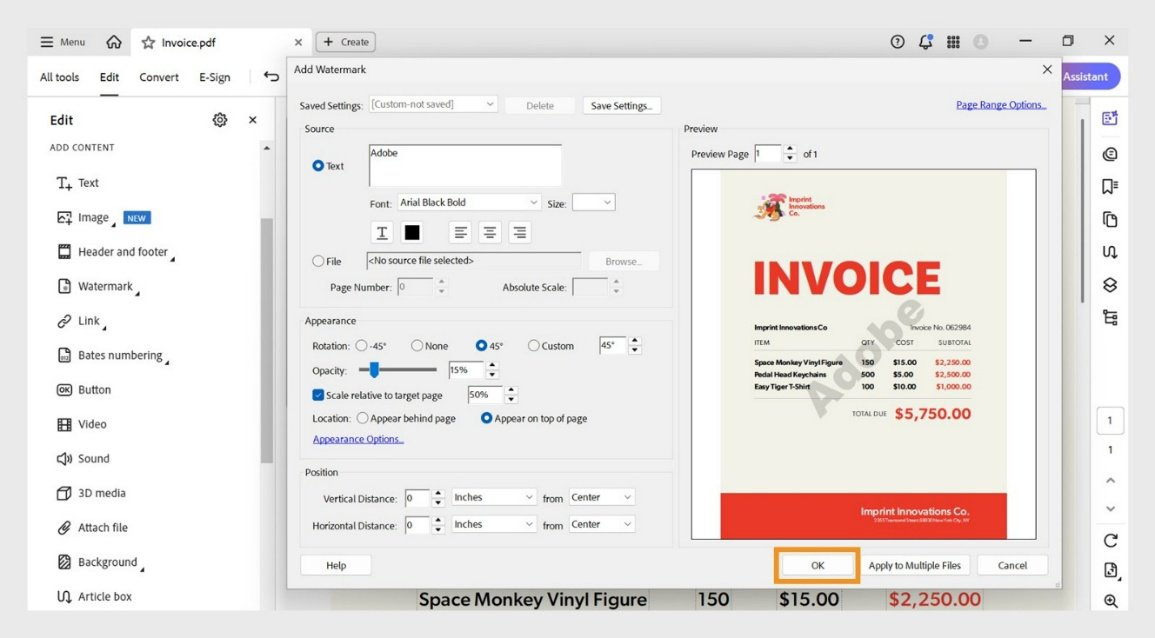 Menu
Invoice.pdf
Create
All tools
Edit
Convert
E-Sign
Assistant
Edit
ADD CONTENT
Text
Image NEW
Header and footer
Watermark
Link
Bates numbering
OK Button
Video
Sound
3D media
Attach file
Background
Article box
Add Watermark
Saved Settings: [Custom-not saved] Delete Save Settings... Page Range Options...
Source
Text
Adobe
Font: Arial Black Bold Size:
T
File <No source file selected> Browse...
Page Number: 0 Absolute Scale:
Appearance
Rotation: -45° None 45° Custom 45°
Opacity: 15%
Scale relative to target page 50%
Location: Appear behind page Appear on top of page
Appearance Options...
Position
Vertical Distance: 0 Inches from Center
Horizontal Distance: 0 Inches from Center
Preview
Preview Page 1 of 1
Imprint
Innovations
Co.
INVOICE
Adobe
Imprint Innovations Co Invoice No. 062984
ITEM QTY COST SUBTOTAL
Space Monkey Vinyl Figure 150 $15.00 $2,250.00
Pedal Head Keychains 500 $5.00 $2,500.00
Easy Tiger T-Shirt 100 $10.00 $1,000.00
TOTAL DUE $5,750.00
Imprint Innovations Co.
Help OK Apply to Multiple Files Cancel
Space Monkey Vinyl Figure 150 $15.00 $2,250.00
1
1